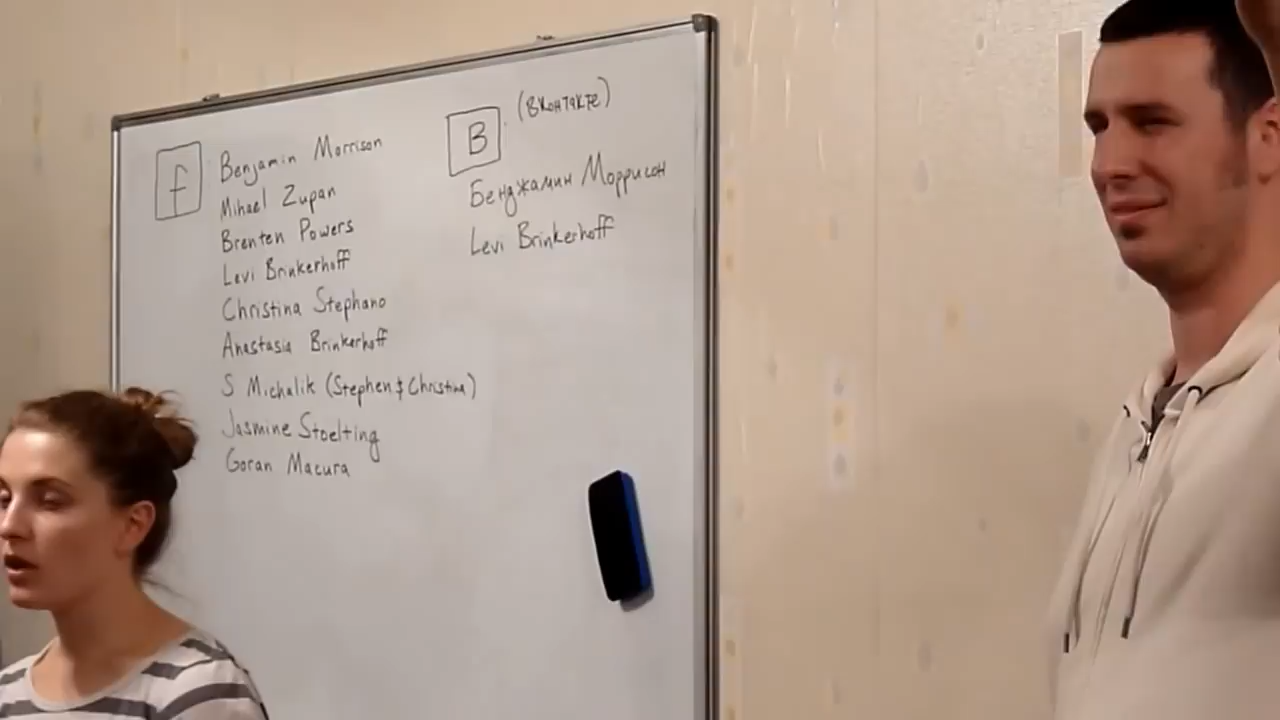 f
Benjamin Morrison
Mihael Zupan
Brenten Powers
Levi Brinkerhoff
Christina Stephano
Anastasia Brinkerhoff
S Michalik (Stephen & Christina)
Jasmine Stoelting
Goran Macura
В (ВКонтакте)
Бенджамин Моррисон
Levi Brinkerhoff